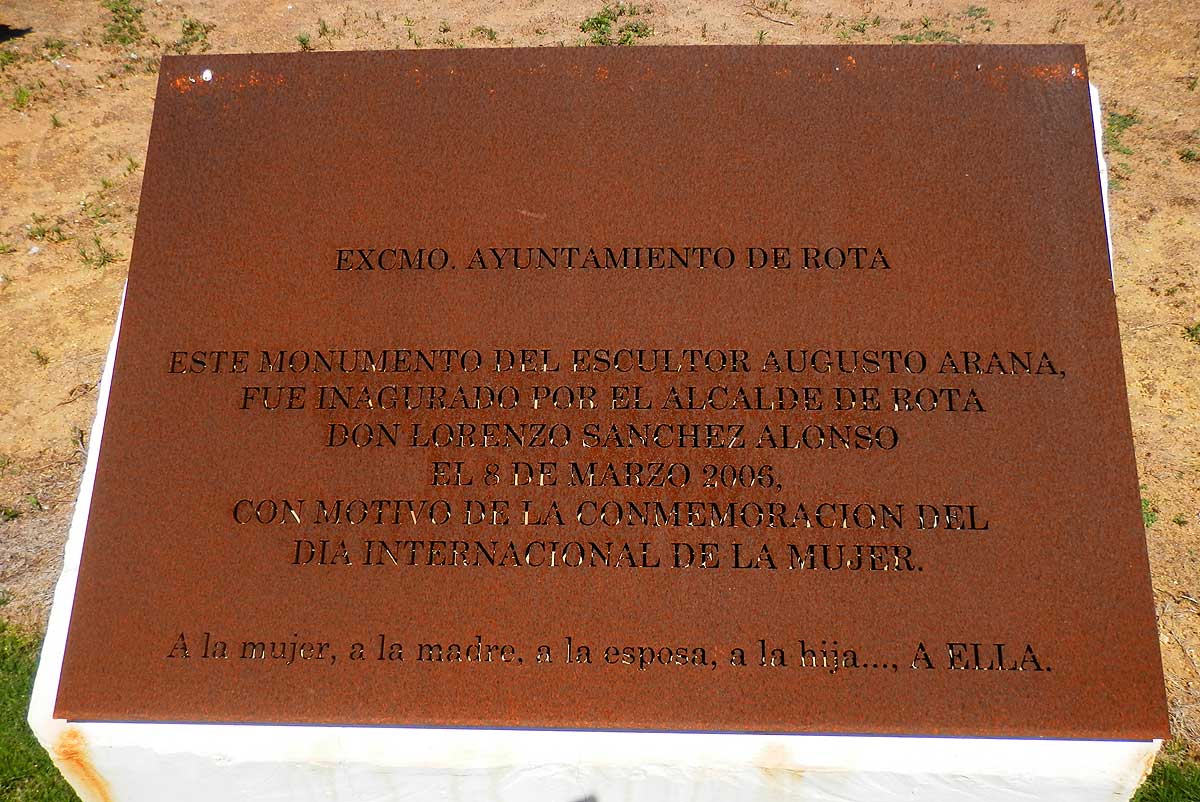 EXCMO. AYUNTAMIENTO DE ROTA
ESTE MONUMENTO DEL ESCULTOR AUGUSTO ARANA,
FUE INAGURADO POR EL ALCALDE DE ROTA
DON LORENZO SANCHEZ ALONSO
EL 8 DE MARZO 2006,
CON MOTIVO DE LA CONMEMORACION DEL
DIA INTERNACIONAL DE LA MUJER.
A la mujer, a la madre, a la esposa, a la hija..., A ELLA.